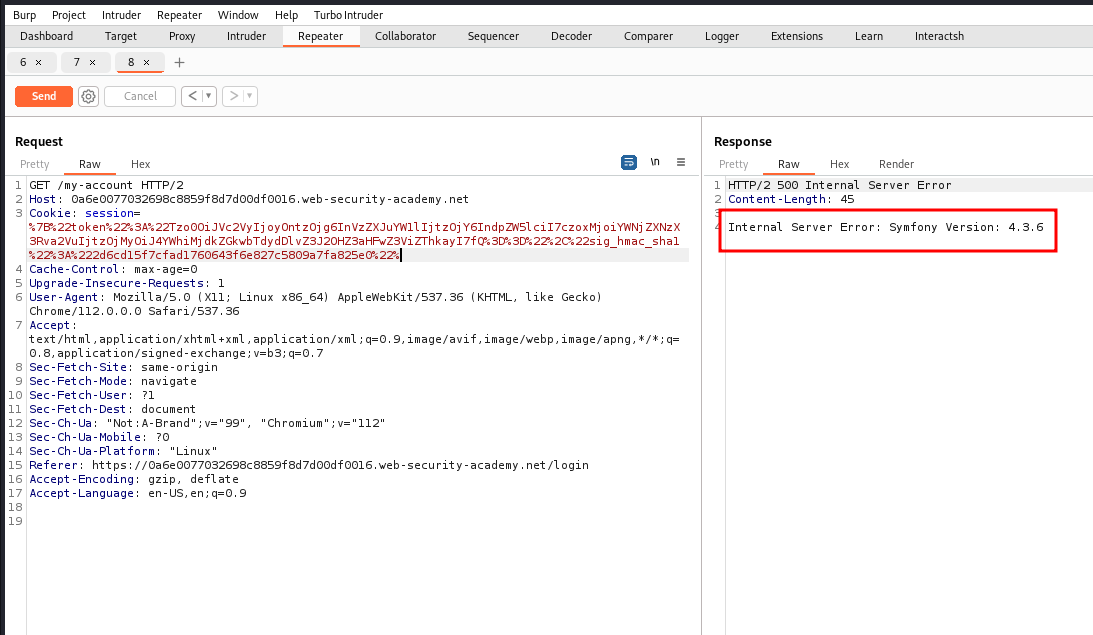 Burp Project Intruder Repeater Window Help Turbo Intruder
Dashboard Target Proxy Intruder Repeater Collaborator Sequencer Decoder Comparer Logger Extensions Learn Interactsh
6 × 7 × 8 × +
Send Cancel < ▼ > ▼
Request
Pretty Raw Hex \n ≡
1 GET /my-account HTTP/2
2 Host: 0a6e0077032698c8859f8d7d00df0016.web-security-academy.net
3 Cookie: session=
%7B%22token%22%3A%22Tzo0OiJVc2VyIjoyOntzOjg6InVzZXJuYW1lIjtzOjY6IndpZW5lciI7czoxMjoiYWNjZXNzX
3Rva2VuIjtzOjMyOiJ4YWhiMjdkZGkwbTdydDlvZ3J2OHZ3aHFwZ3ViZThkayI7fQ%3D%3D%22%2C%22sig_hmac_sha1
%22%3A%222d6cd15f7cfad1760643f6e827c5809a7fa825e0%22%
4 Cache-Control: max-age=0
5 Upgrade-Insecure-Requests: 1
6 User-Agent: Mozilla/5.0 (X11; Linux x86_64) AppleWebKit/537.36 (KHTML, like Gecko)
Chrome/112.0.0.0 Safari/537.36
7 Accept:
text/html,application/xhtml+xml,application/xml;q=0.9,image/avif,image/webp,image/apng,*/*;q=
0.8,application/signed-exchange;v=b3;q=0.7
8 Sec-Fetch-Site: same-origin
9 Sec-Fetch-Mode: navigate
10 Sec-Fetch-User: ?1
11 Sec-Fetch-Dest: document
12 Sec-Ch-Ua: "Not:A-Brand";v="99", "Chromium";v="112"
13 Sec-Ch-Ua-Mobile: ?0
14 Sec-Ch-Ua-Platform: "Linux"
15 Referer: https://0a6e0077032698c8859f8d7d00df0016.web-security-academy.net/login
16 Accept-Encoding: gzip, deflate
17 Accept-Language: en-US,en;q=0.9
18
19
Response
Pretty Raw Hex Render
1 HTTP/2 500 Internal Server Error
2 Content-Length: 45
3
4 Internal Server Error: Symfony Version: 4.3.6